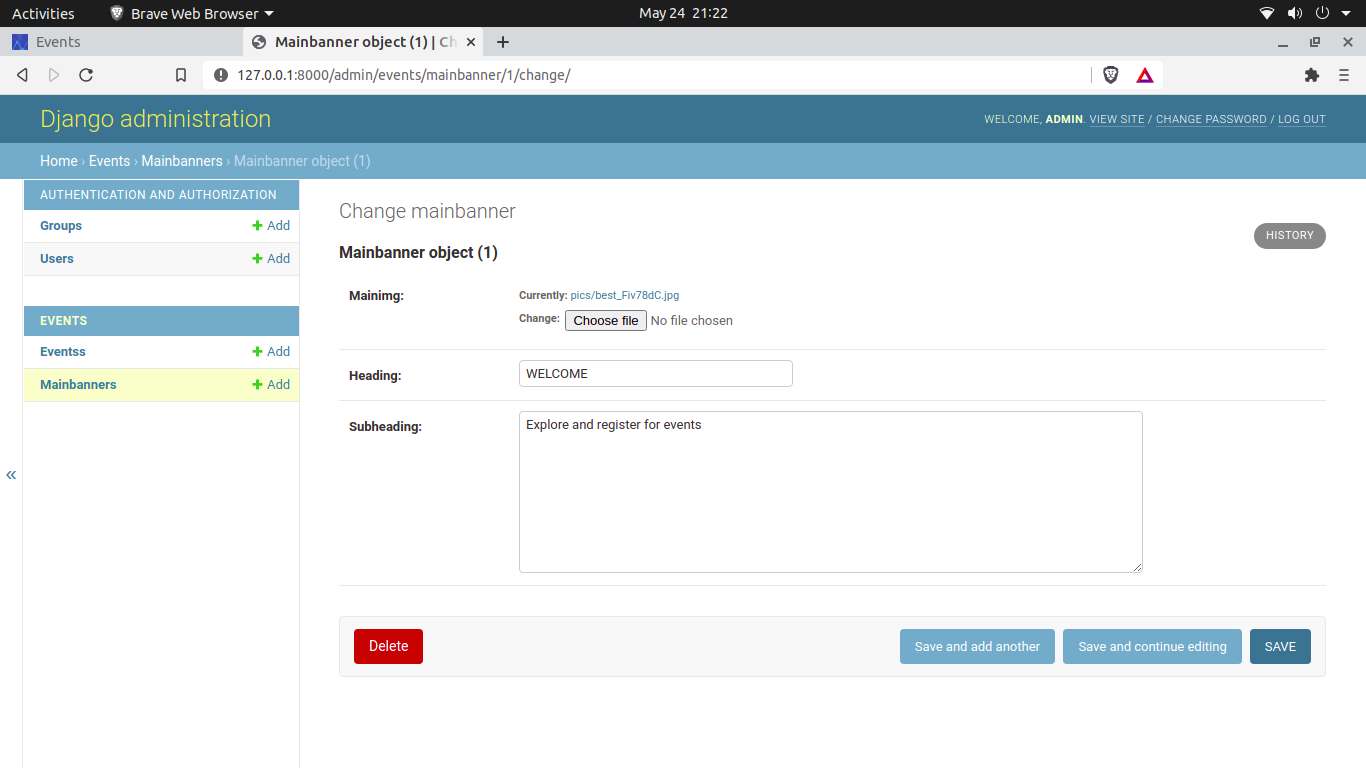 Activities Brave Web Browser May 24 21:22
Events Mainbanner object (1) | Ch
127.0.0.1:8000/admin/events/mainbanner/1/change/
Django administration
WELCOME, ADMIN. VIEW SITE / CHANGE PASSWORD / LOG OUT
Home › Events › Mainbanners › Mainbanner object (1)
AUTHENTICATION AND AUTHORIZATION
Groups + Add
Users + Add
EVENTS
Eventss + Add
Mainbanners + Add
«
Change mainbanner
HISTORY
Mainbanner object (1)
Mainimg: Currently: pics/best_Fiv78dC.jpg
Change: Choose file No file chosen
Heading: WELCOME
Subheading: Explore and register for events
Delete Save and add another Save and continue editing SAVE